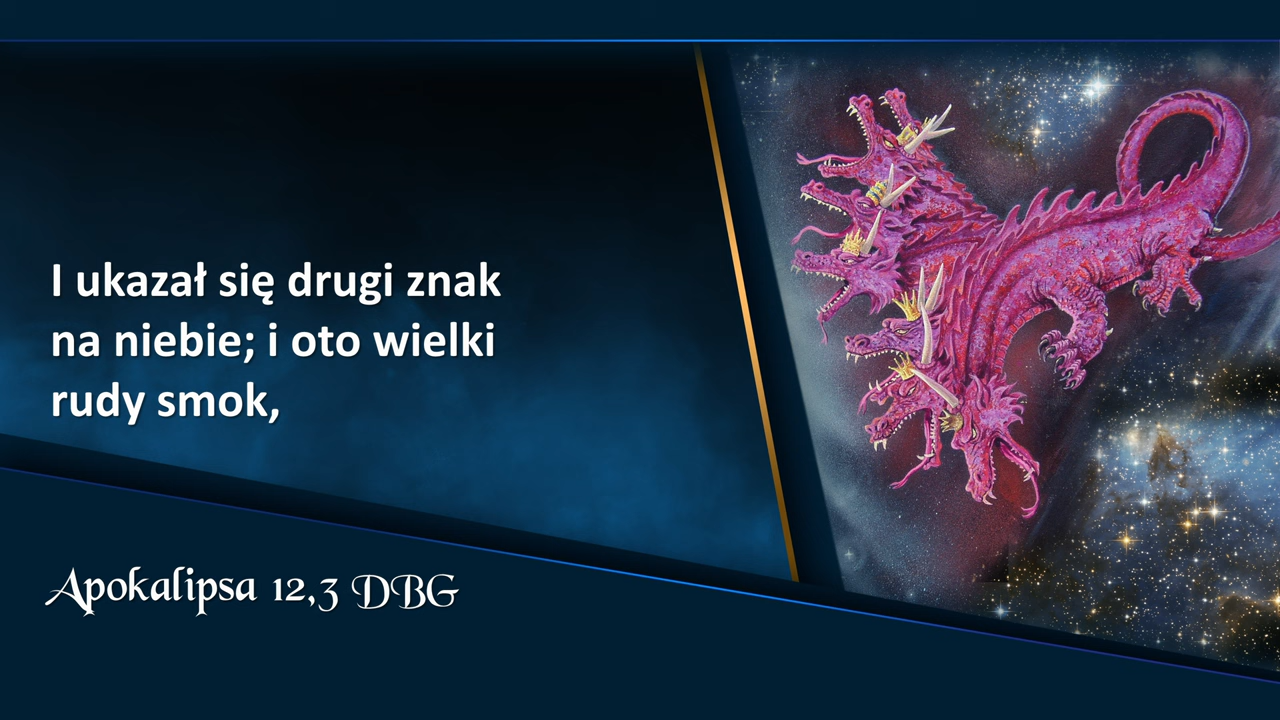 I ukazał się drugi znak
na niebie; i oto wielki
rudy smok,
Apokalipsa 12,3 DBG